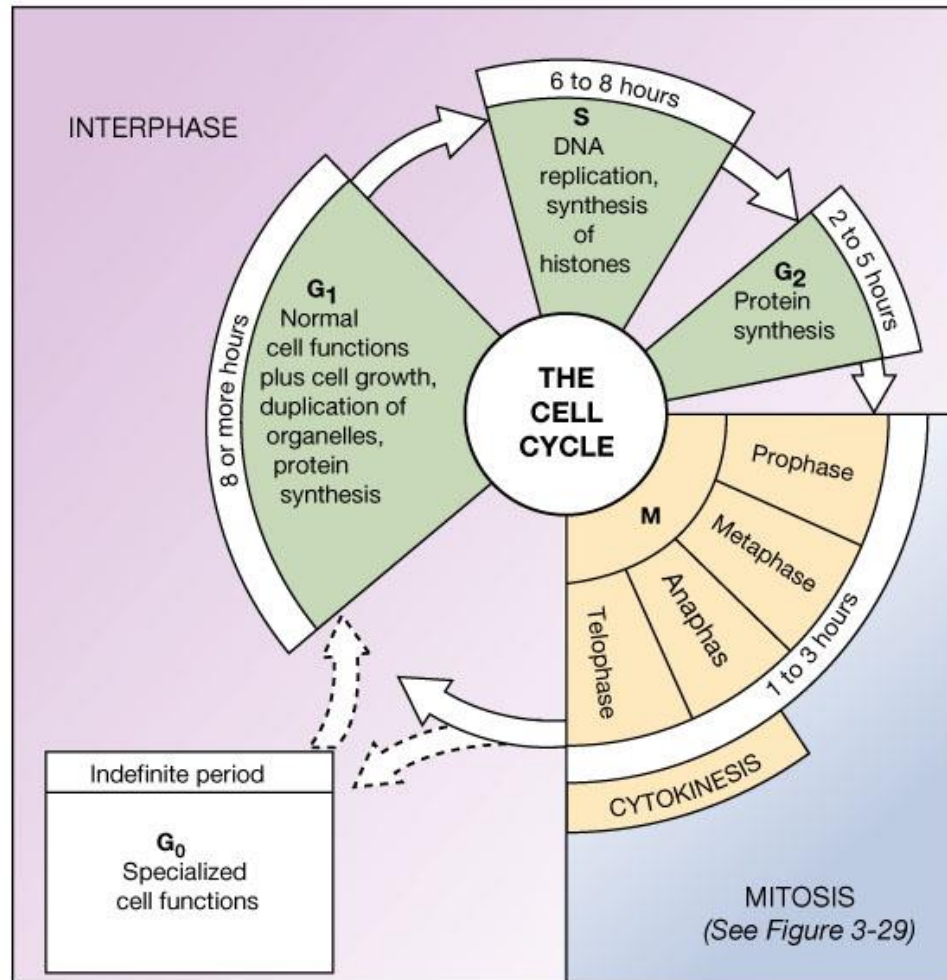 INTERPHASE
6 to 8 hours
S
DNA
replication,
synthesis
of
histones
2 to 5 hours
G2
Protein
synthesis
8 or more hours
G1
Normal
cell functions
plus cell growth,
duplication of
organelles,
protein
synthesis
THE
CELL
CYCLE
M
Prophase
Metaphase
Anaphas
Telophase
1 to 3 hours
CYTOKINESIS
Indefinite period
G0
Specialized
cell functions
MITOSIS
(See Figure 3-29)